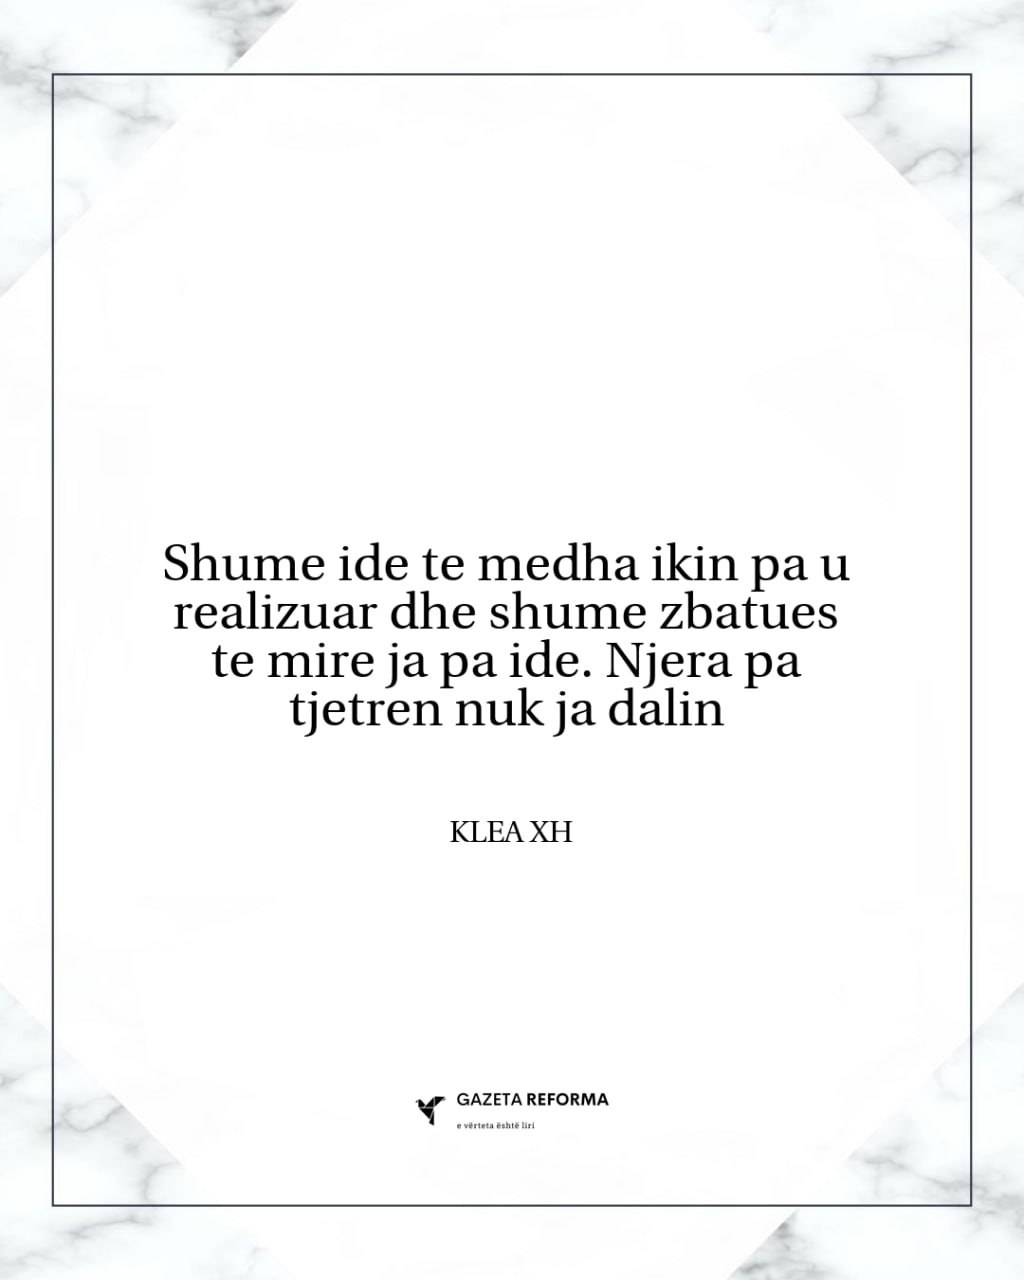 Shume ide te medha ikin pa u
realizuar dhe shume zbatues
te mire ja pa ide. Njera pa
tjetren nuk ja dalin
KLEA XH
GAZETA REFORMA
e vërteta është liri